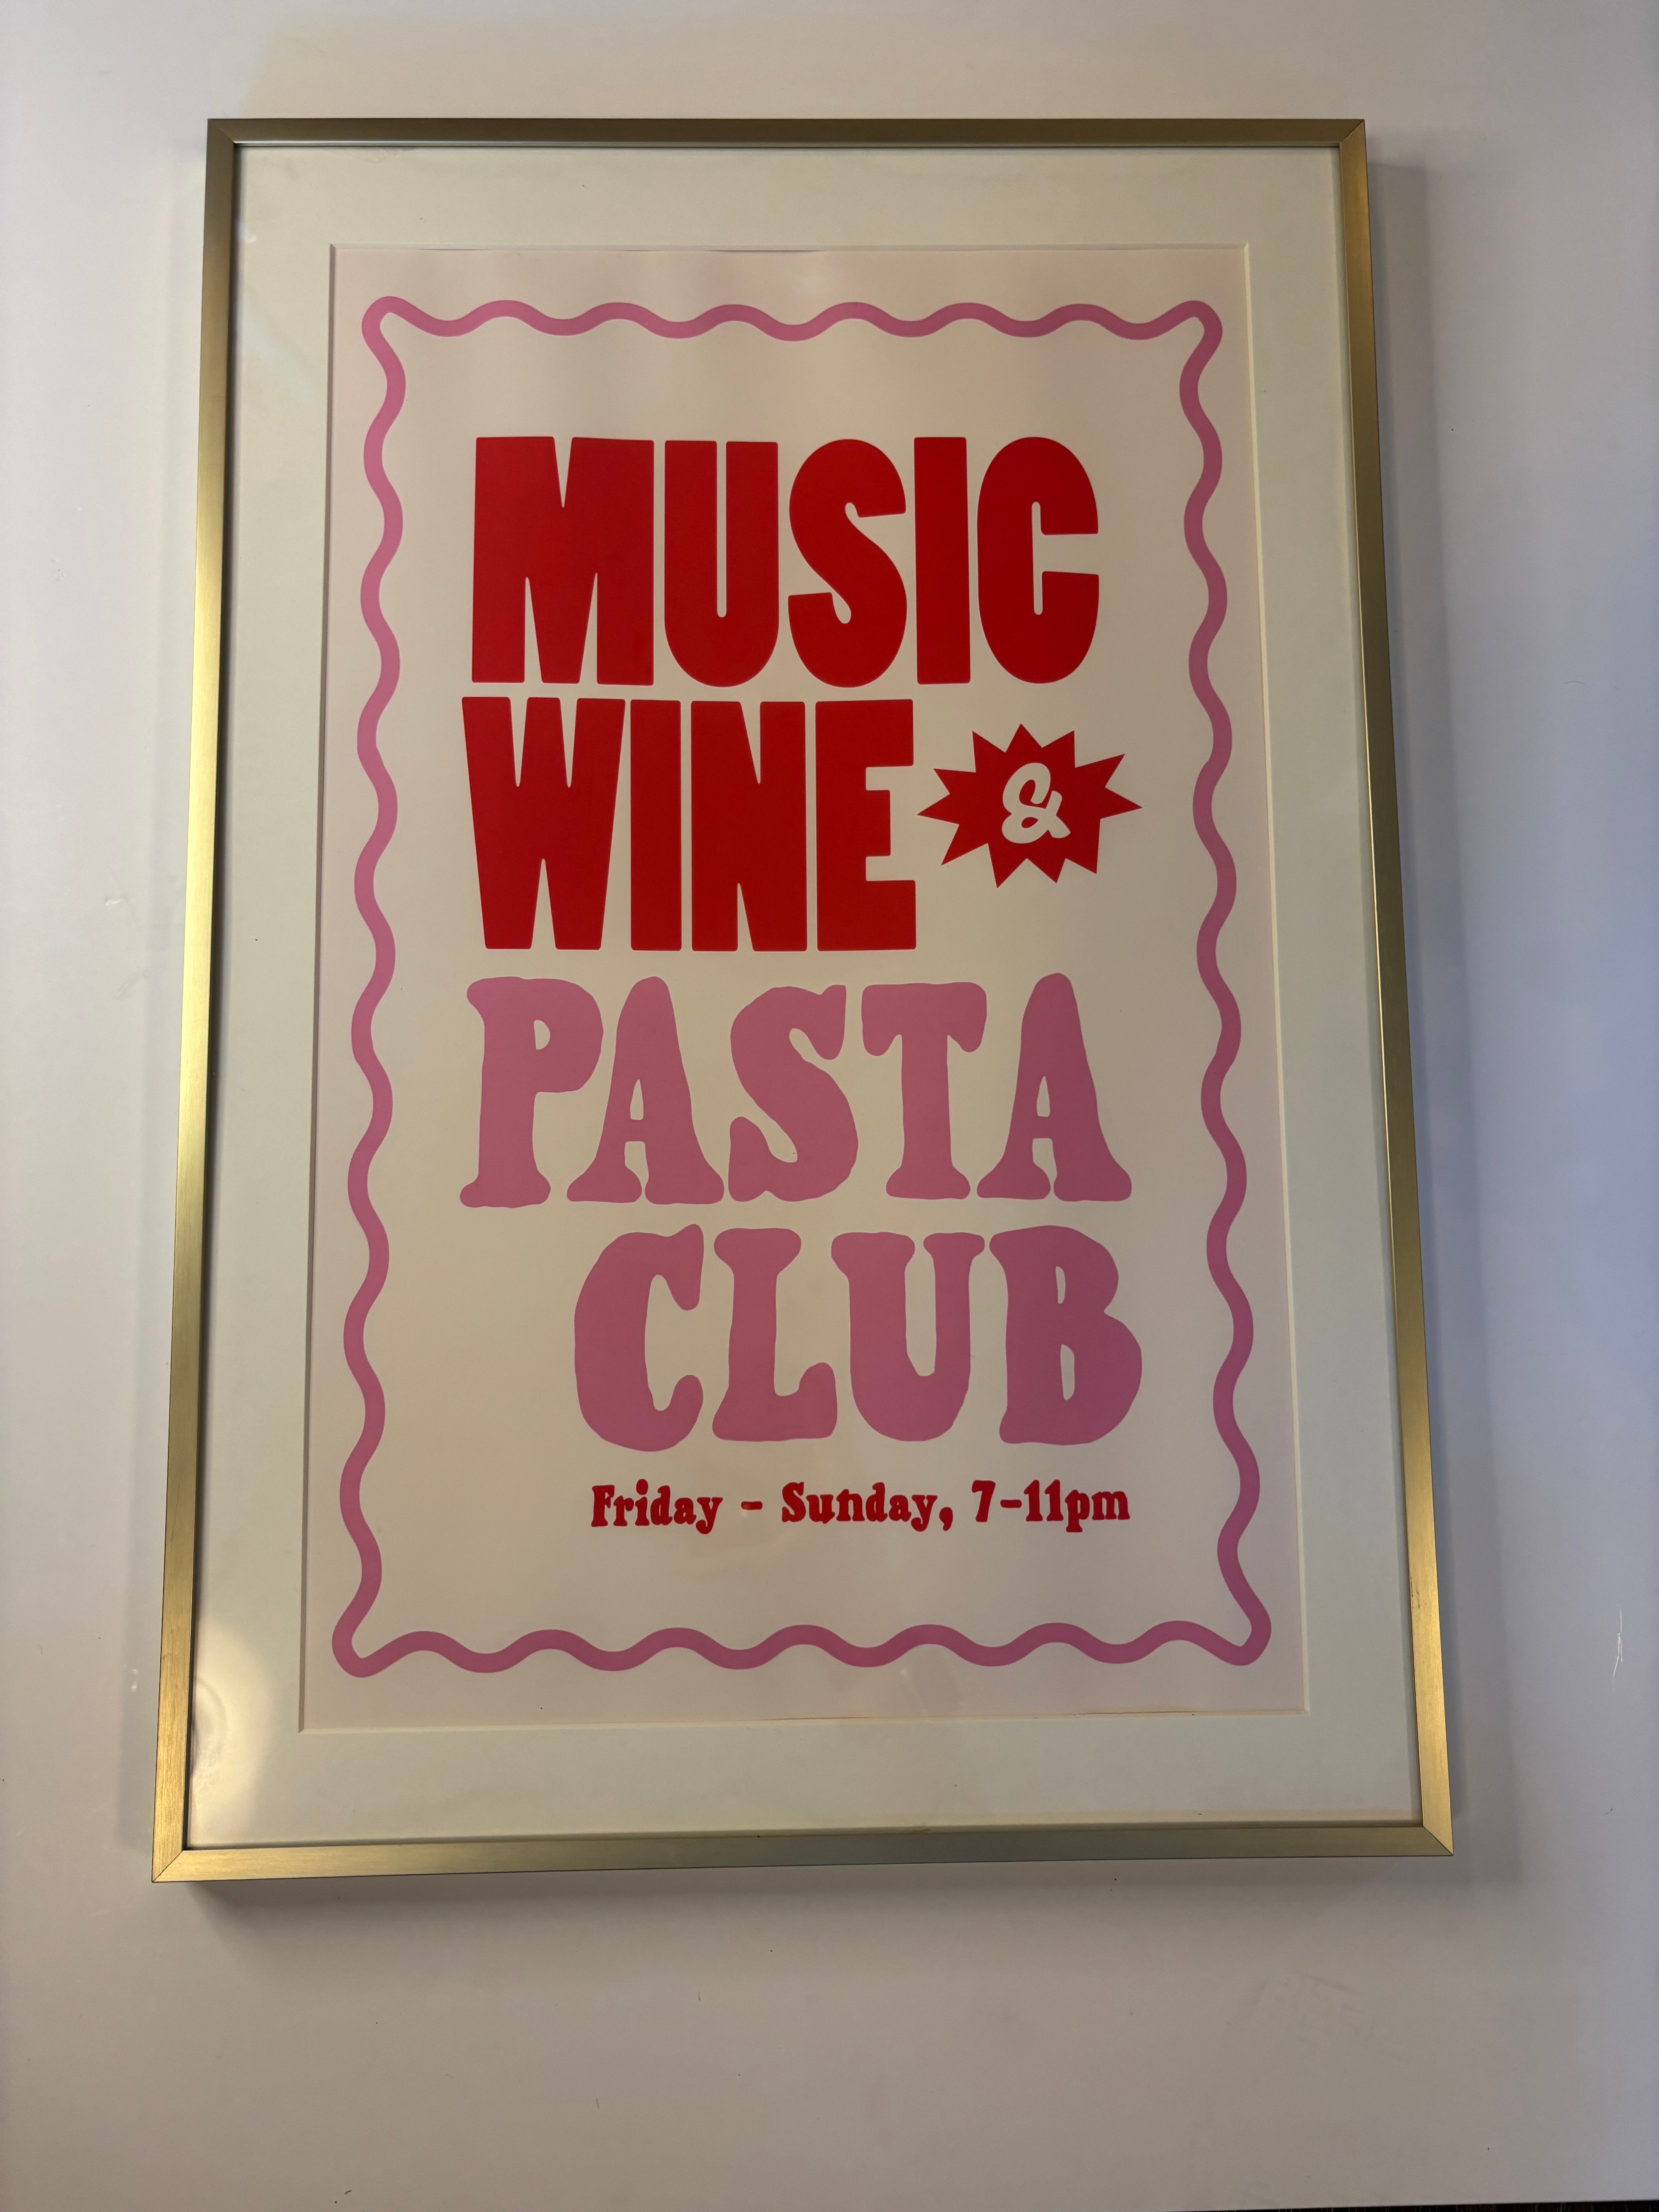 MUSIC
WINE &
PASTA
CLUB
Friday - Sunday, 7-11pm